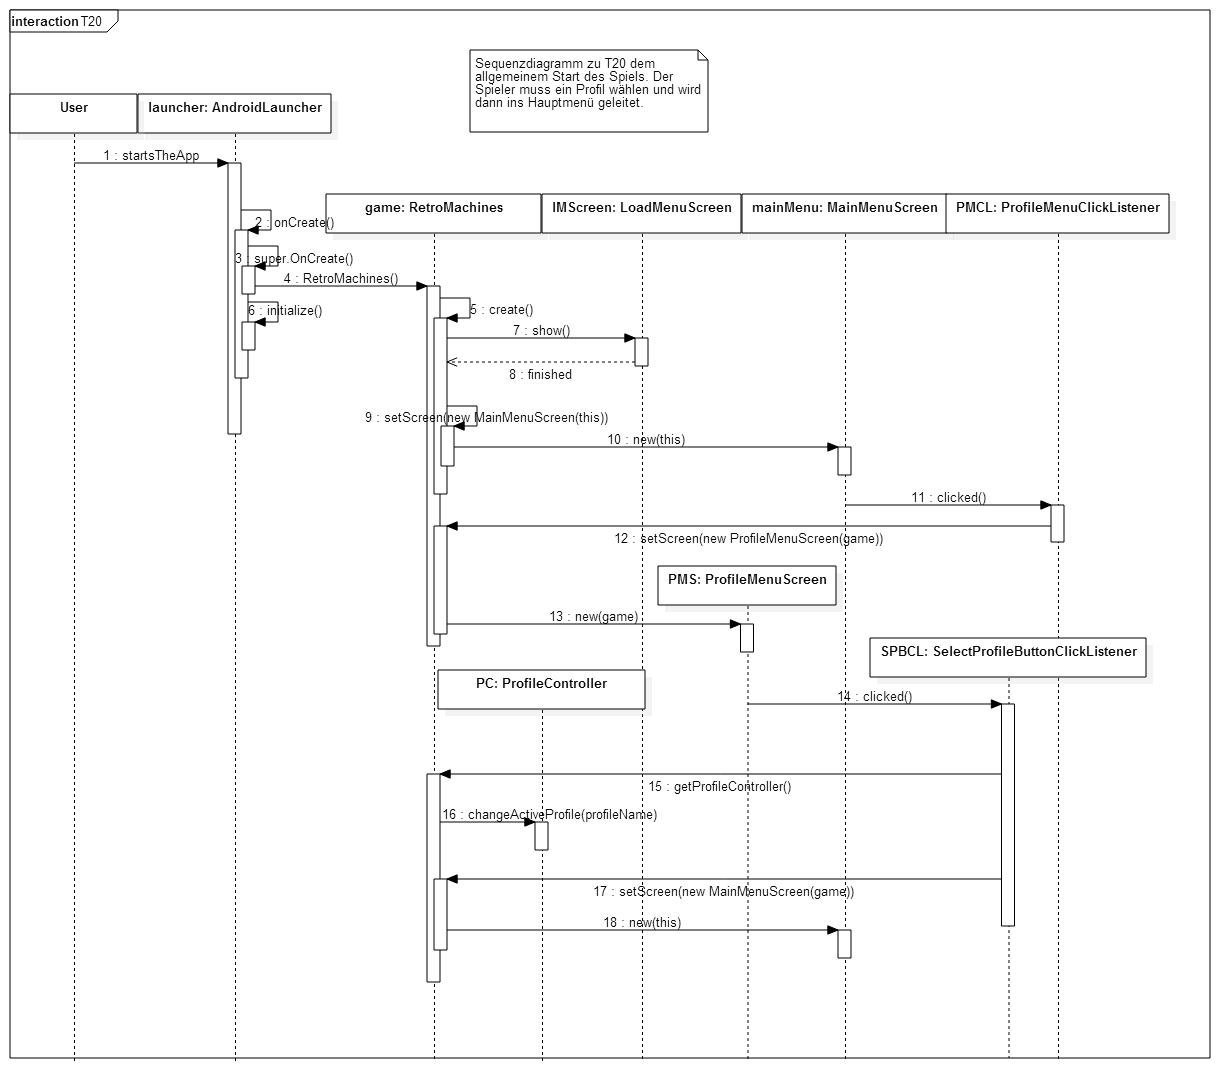 interaction T20
Sequenzdiagramm zu T20 dem
allgemeinem Start des Spiels. Der
Spieler muss ein Profil wählen und wird
dann ins Hauptmenü geleitet.
User
launcher: AndroidLauncher
1 : startsTheApp
game: RetroMachines
lMScreen: LoadMenuScreen
mainMenu: MainMenuScreen
PMCL: ProfileMenuClickListener
2 : onCreate()
3 : super.OnCreate()
4 : RetroMachines()
5 : create()
6 : initialize()
7 : show()
8 : finished
9 : setScreen(new MainMenuScreen(this))
10 : new(this)
11 : clicked()
12 : setScreen(new ProfileMenuScreen(game))
PMS: ProfileMenuScreen
13 : new(game)
SPBCL: SelectProfileButtonClickListener
PC: ProfileController
14 : clicked()
15 : getProfileController()
16 : changeActiveProfile(profileName)
17 : setScreen(new MainMenuScreen(game))
18 : new(this)